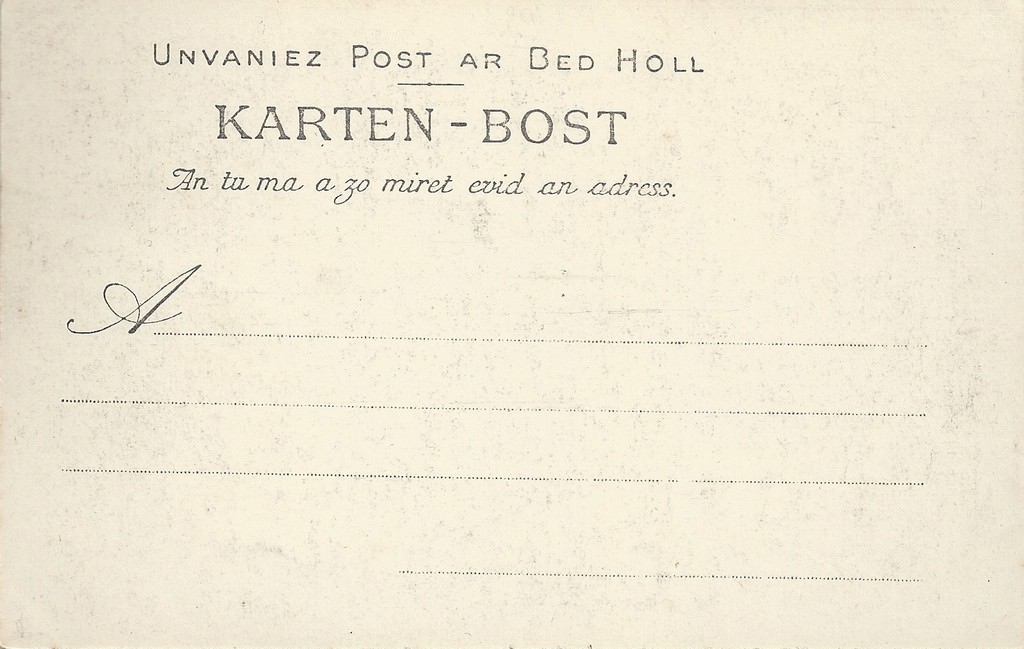 Unvaniez Post ar Bed Holl
KARTEN-BOST
An tu ma a zo miret evid an adress.
A